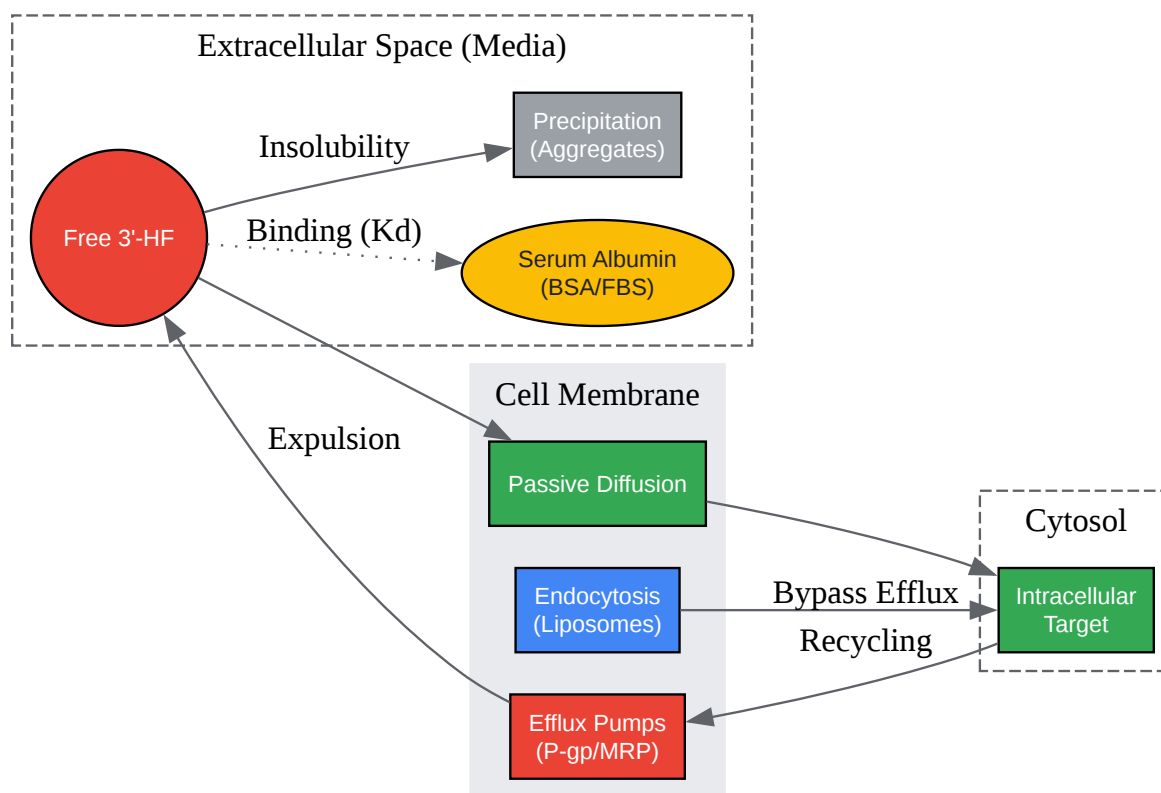 Extracellular Space (Media)
Precipitation
(Aggregates)
Insolubility
Free 3'-HF
Binding (Kd)
Serum Albumin
(BSA/FBS)
Cell Membrane
Expulsion
Passive Diffusion
Cytosol
Endocytosis
(Liposomes)
Bypass Efflux
Intracellular
Target
Recycling
Efflux Pumps
(P-gp/MRP)